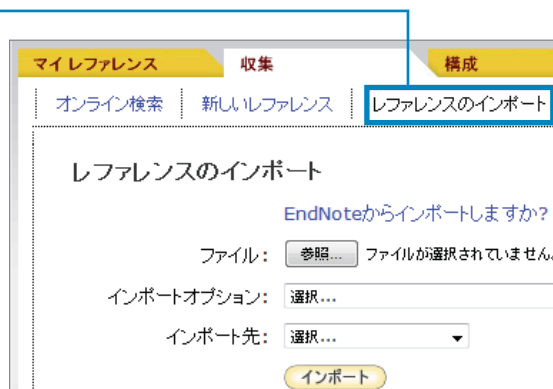 マイ レファレンス 収集 構成
オンライン検索 新しいレファレンス レファレンスのインポート
レファレンスのインポート
EndNoteからインポートしますか?
ファイル: 参照... ファイルが選択されていません。
インポートオプション: 選択...
インポート先: 選択...
インポート